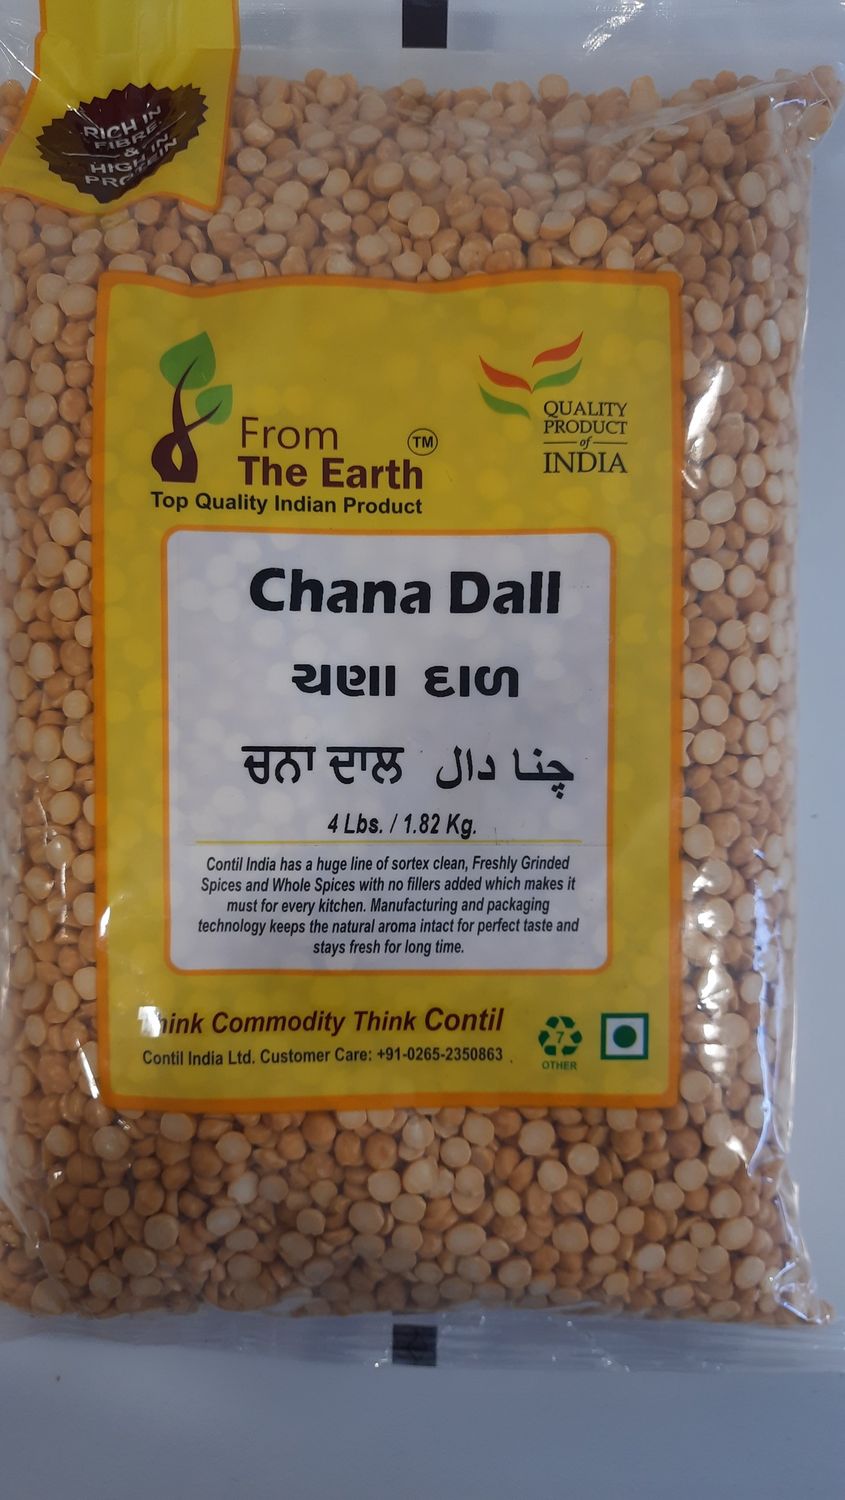 RICH IN
FIBRE
&
HIGH IN
PROTEIN
From
The Earth
TM
Top Quality Indian Product
QUALITY
PRODUCT
of
INDIA
Chana Dall
ચણા દાળ
ਚਨਾ ਦਾਲ چنا دال
4 Lbs. / 1.82 Kg.
Contil India has a huge line of sortex clean, Freshly Grinded
Spices and Whole Spices with no fillers added which makes it
must for every kitchen. Manufacturing and packaging
technology keeps the natural aroma intact for perfect taste and
stays fresh for long time.
Think Commodity Think Contil
Contil India Ltd. Customer Care: +91-0265-2350863 .
7
OTHER